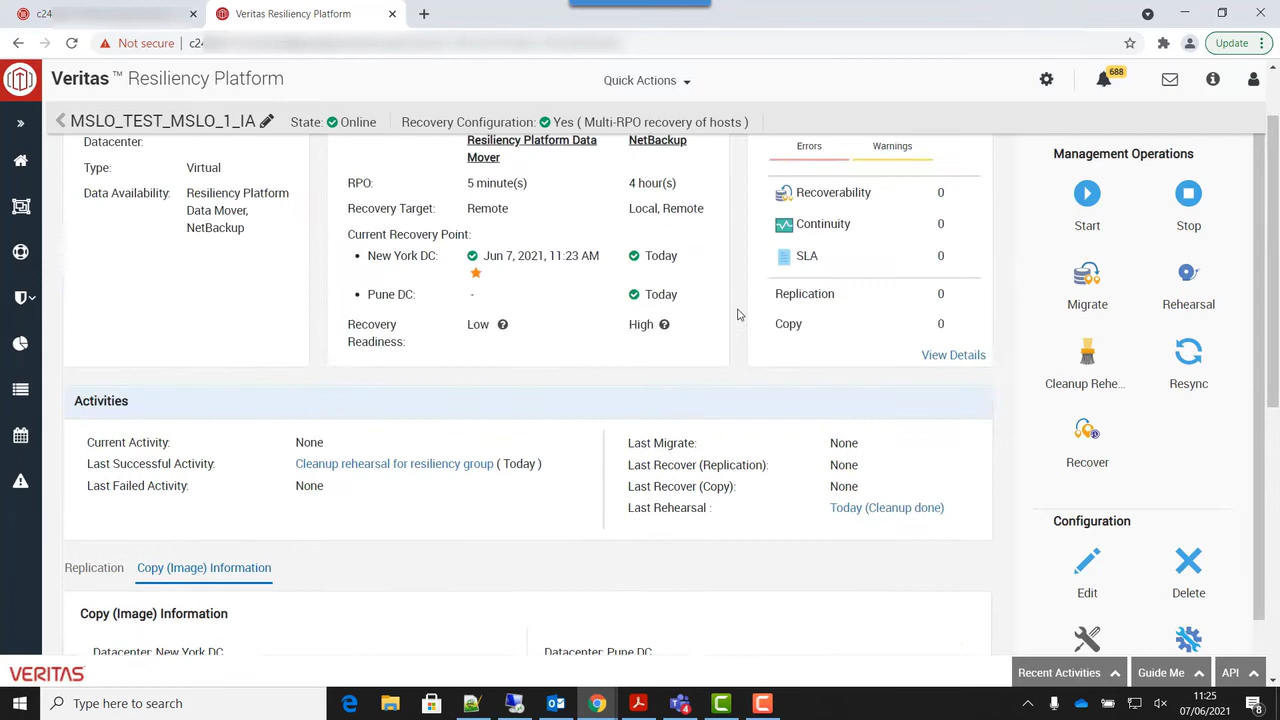 c24
Veritas Resiliency Platform
Not secure
c24
Update
Veritas ™ Resiliency Platform
Quick Actions
688
MSLO_TEST_MSLO_1_IA
State: Online
Recovery Configuration: Yes ( Multi-RPO recovery of hosts )
Datacenter:
Type: Virtual
Data Availability: Resiliency Platform
Data Mover,
NetBackup
Resiliency Platform Data
Mover
NetBackup
RPO: 5 minute(s) 4 hour(s)
Recovery Target: Remote Local, Remote
Current Recovery Point:
• New York DC: Jun 7, 2021, 11:23 AM Today
• Pune DC: - Today
Recovery
Readiness:
Low High
Errors Warnings
Recoverability 0
Continuity 0
SLA 0
Replication 0
Copy 0
View Details
Management Operations
Start Stop
Migrate Rehearsal
Cleanup Rehe... Resync
Recover
Configuration
Edit Delete
Activities
Current Activity: None
Last Successful Activity: Cleanup rehearsal for resiliency group ( Today )
Last Failed Activity: None
Last Migrate: None
Last Recover (Replication): None
Last Recover (Copy): None
Last Rehearsal : Today (Cleanup done)
Replication Copy (Image) Information
Copy (Image) Information
Datacenter: New York DC Datacenter: Pune DC
VERITAS
Recent Activities Guide Me API
Type here to search
11:25
07/06/2021
8